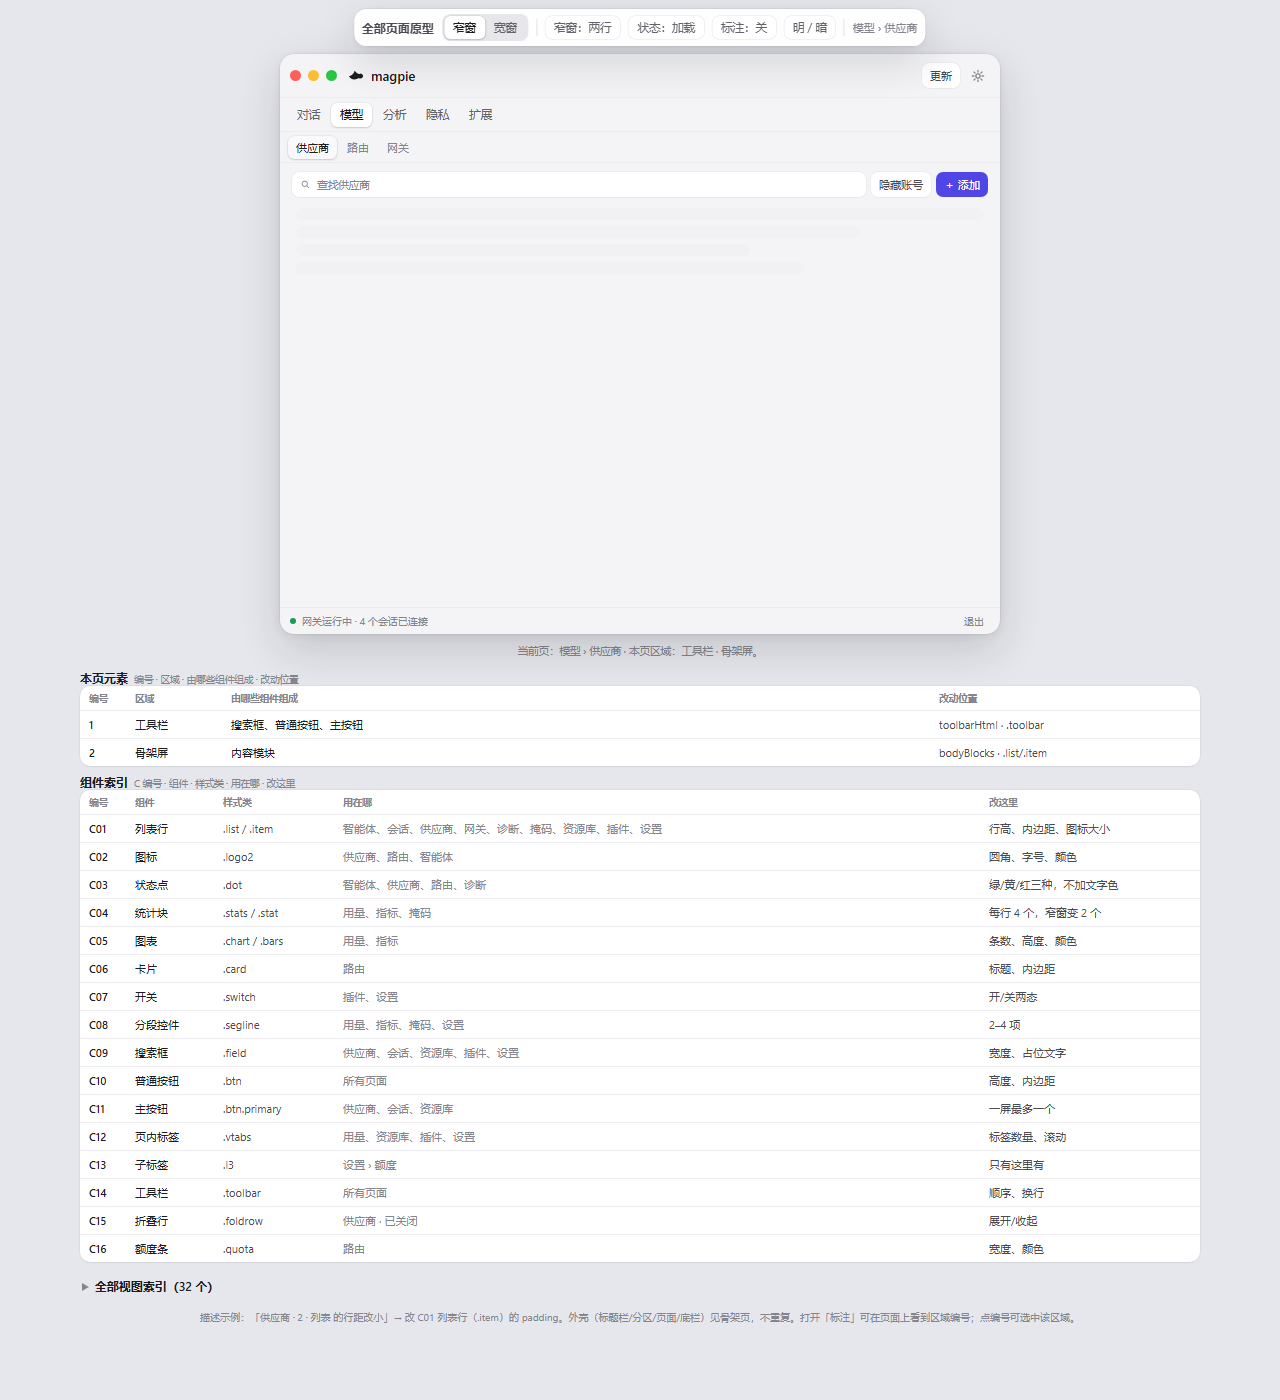 全部页面原型 窄窗 宽窗 窄窗：两行 状态：加载 标注：关 明 / 暗 模型 › 供应商
magpie 更新
对话 模型 分析 隐私 扩展
供应商 路由 网关
查找供应商 隐藏账号 + 添加
网关运行中 · 4 个会话已连接 退出
当前页：模型 › 供应商 · 本页区域：工具栏 · 骨架屏。
本页元素 编号 · 区域 · 由哪些组件组成 · 改动位置
编号 区域 由哪些组件组成 改动位置
1 工具栏 搜索框、普通按钮、主按钮 toolbarHtml · .toolbar
2 骨架屏 内容模块 bodyBlocks · .list/.item
组件索引 C 编号 · 组件 · 样式类 · 用在哪 · 改这里
编号 组件 样式类 用在哪 改这里
C01 列表行 .list / .item 智能体、会话、供应商、网关、诊断、掩码、资源库、插件、设置 行高、内边距、图标大小
C02 图标 .logo2 供应商、路由、智能体 圆角、字号、颜色
C03 状态点 .dot 智能体、供应商、路由、诊断 绿/黄/红三种，不加文字色
C04 统计块 .stats / .stat 用量、指标、掩码 每行 4 个，窄窗变 2 个
C05 图表 .chart / .bars 用量、指标 条数、高度、颜色
C06 卡片 .card 路由 标题、内边距
C07 开关 .switch 插件、设置 开/关两态
C08 分段控件 .segline 用量、指标、掩码、设置 2–4 项
C09 搜索框 .field 供应商、会话、资源库、插件、设置 宽度、占位文字
C10 普通按钮 .btn 所有页面 高度、内边距
C11 主按钮 .btn.primary 供应商、会话、资源库 一屏最多一个
C12 页内标签 .vtabs 用量、资源库、插件、设置 标签数量、滚动
C13 子标签 .l3 设置 › 额度 只有这里有
C14 工具栏 .toolbar 所有页面 顺序、换行
C15 折叠行 .foldrow 供应商 · 已关闭 展开/收起
C16 额度条 .quota 路由 宽度、颜色
全部视图索引（32 个）
描述示例：「供应商 · 2 · 列表 的行距改小」→ 改 C01 列表行（.item）的 padding。外壳（标题栏/分区/页面/底栏）见骨架页，不重复。打开「标注」可在页面上看到区域编号；点编号可选中该区域。